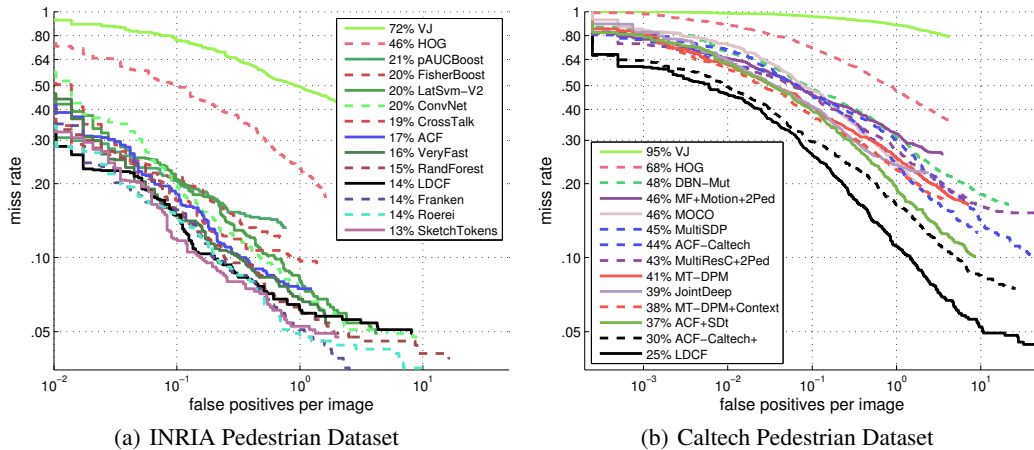 1
.80
.64
.50
.40
.30
.20
.10
.05
miss rate
10^-2
10^-1
10^0
10^1
false positives per image
72% VJ
46% HOG
21% pAUCBoost
20% FisherBoost
20% LatSvm-V2
20% ConvNet
19% CrossTalk
17% ACF
16% VeryFast
15% RandForest
14% LDCF
14% Franken
14% Roerei
13% SketchTokens
(a) INRIA Pedestrian Dataset
1
.80
.64
.50
.40
.30
.20
.10
.05
miss rate
10^-3
10^-2
10^-1
10^0
10^1
false positives per image
95% VJ
68% HOG
48% DBN-Mut
46% MF+Motion+2Ped
46% MOCO
45% MultiSDP
44% ACF-Caltech
43% MultiResC+2Ped
41% MT-DPM
39% JointDeep
38% MT-DPM+Context
37% ACF+SDt
30% ACF-Caltech+
25% LDCF
(b) Caltech Pedestrian Dataset